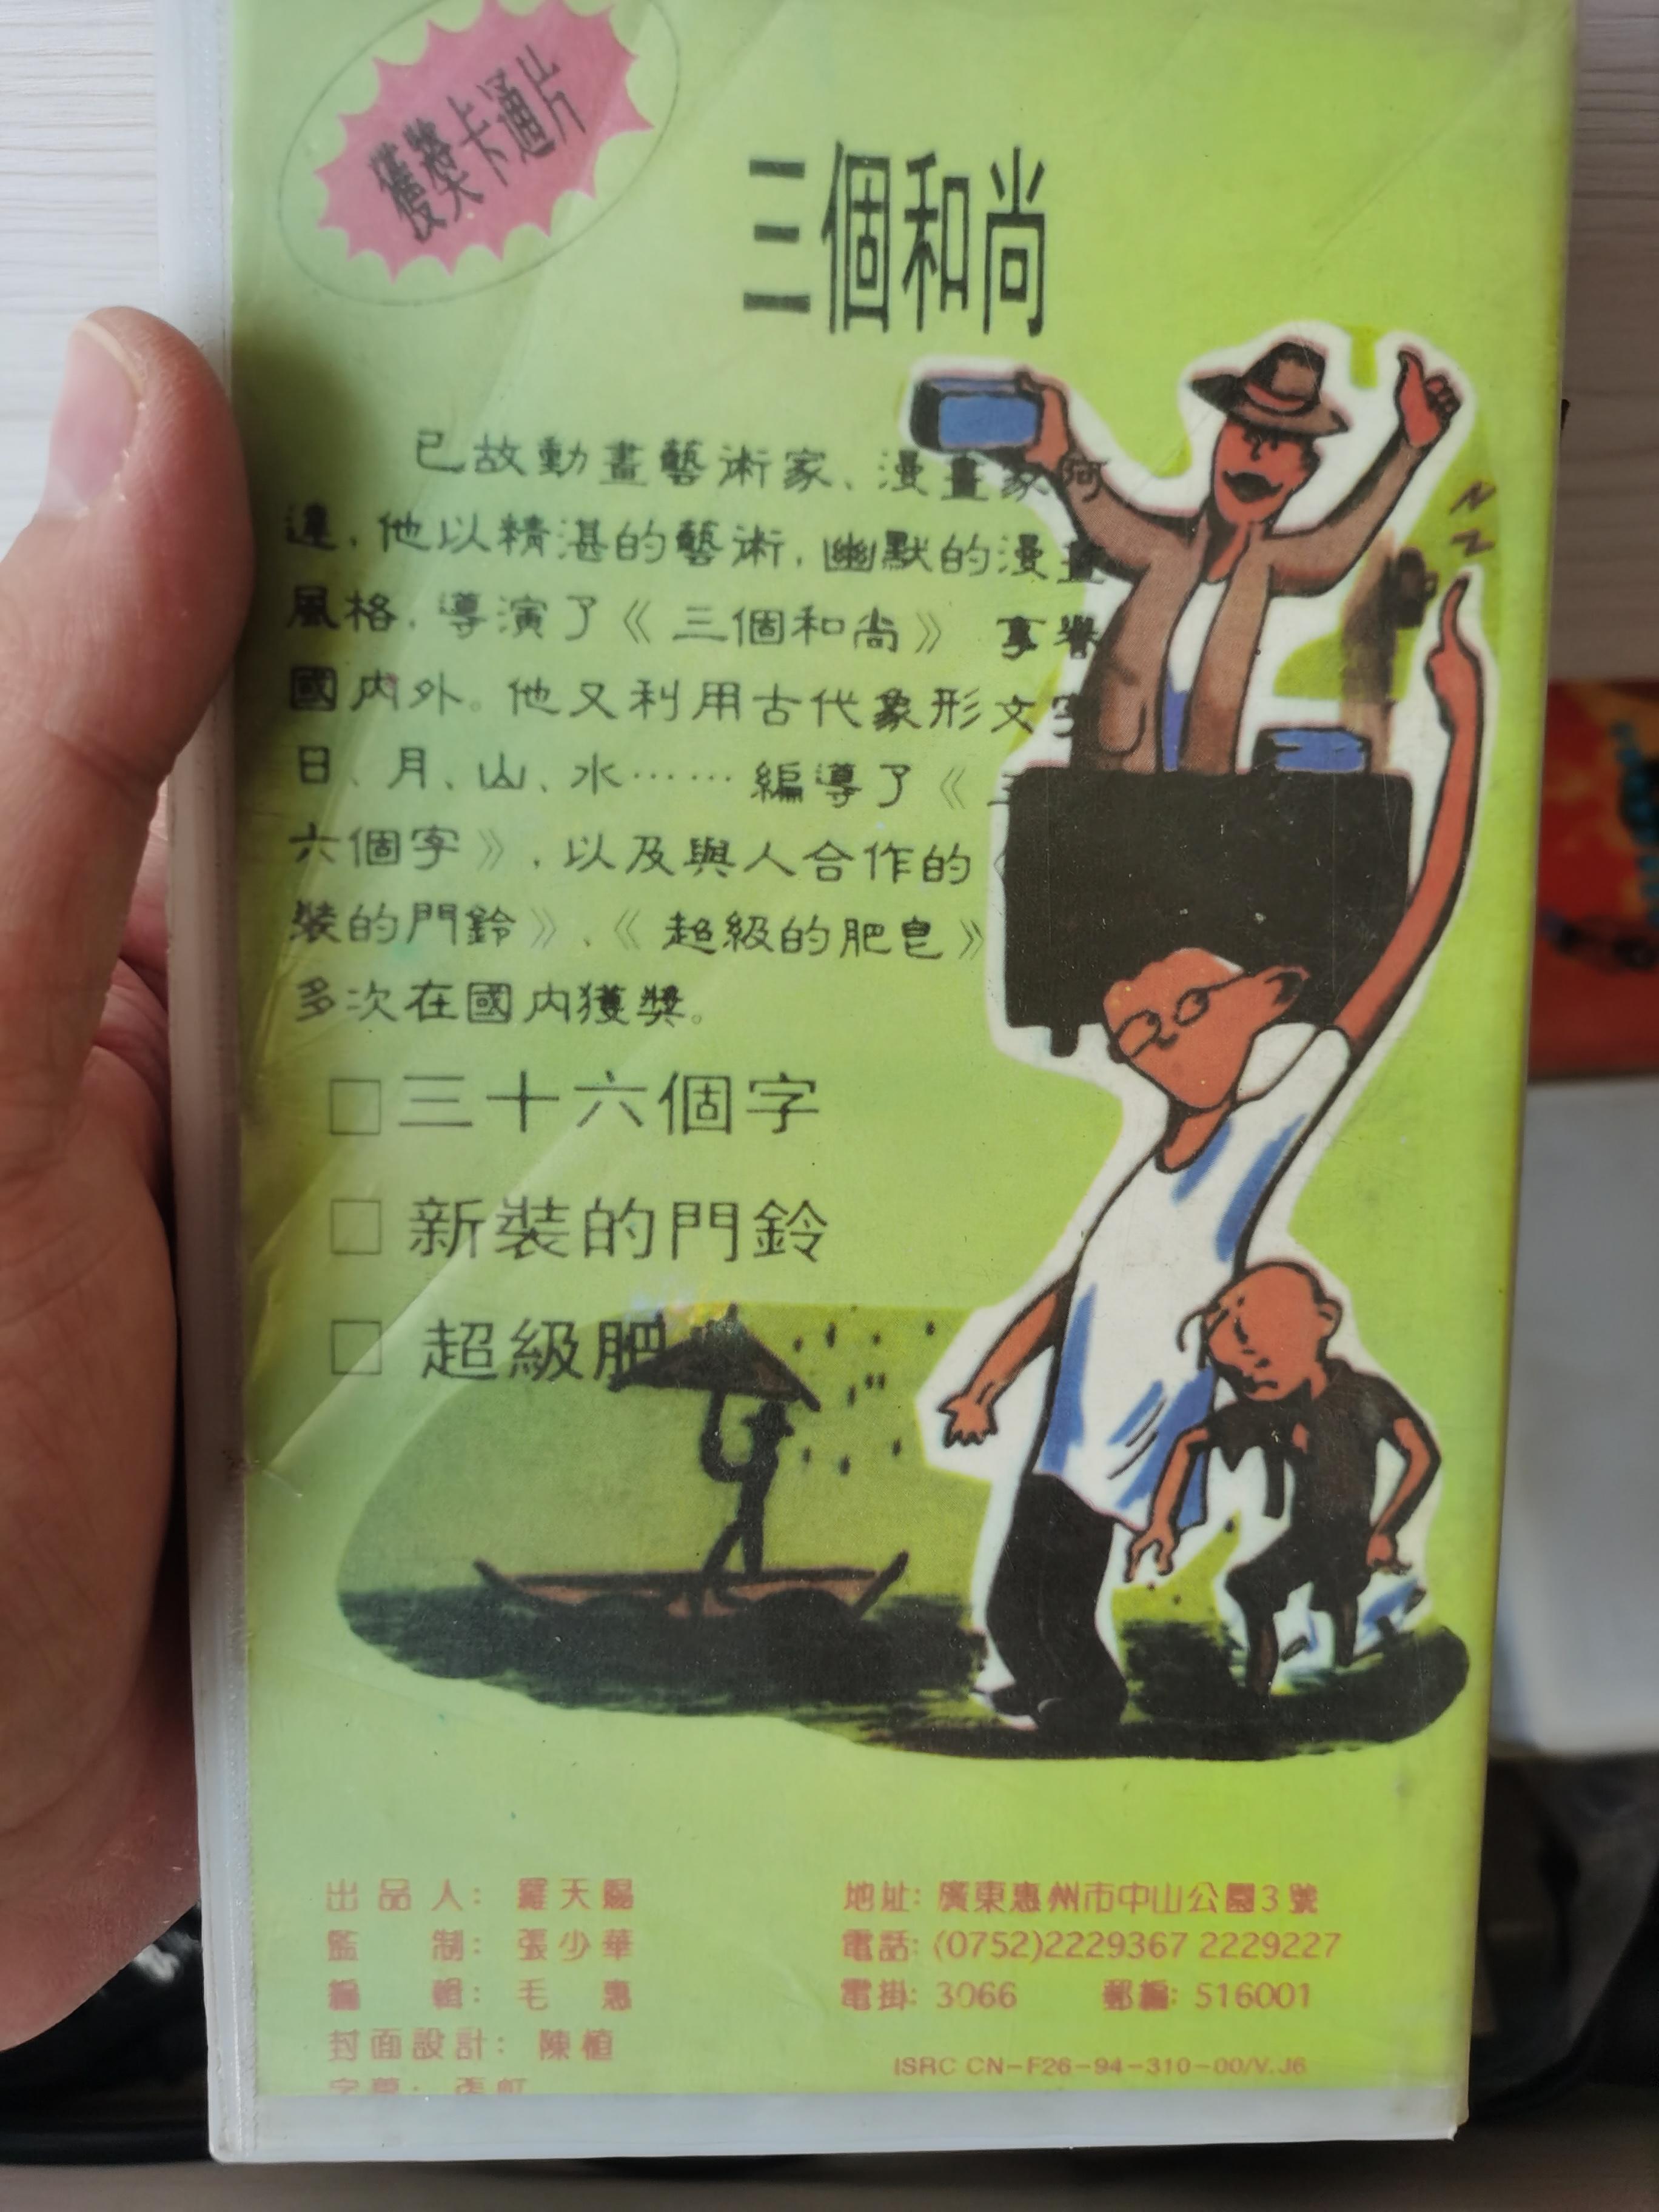 獲獎卡通片
三個和尚
已故動畫藝術家、漫畫家阿
達，他以精湛的藝術，幽默的漫畫
風格，導演了《三個和尚》享譽
國內外。他又利用古代象形文字
日、月、山、水……編導了《三
六個字》，以及與人合作的《
裝的門鈴》、《超級的肥皂》
多次在國內獲獎。
□三十六個字
□新裝的門鈴
□超級肥
出品人：羅天賜
監制：張少華
編輯：毛惠
封面設計：陳植
地址：廣東惠州市中山公園3號
電話：(0752)2229367 2229227
電掛：3066 郵編：516001
ISRC CN-F26-94-310-00/V.J6